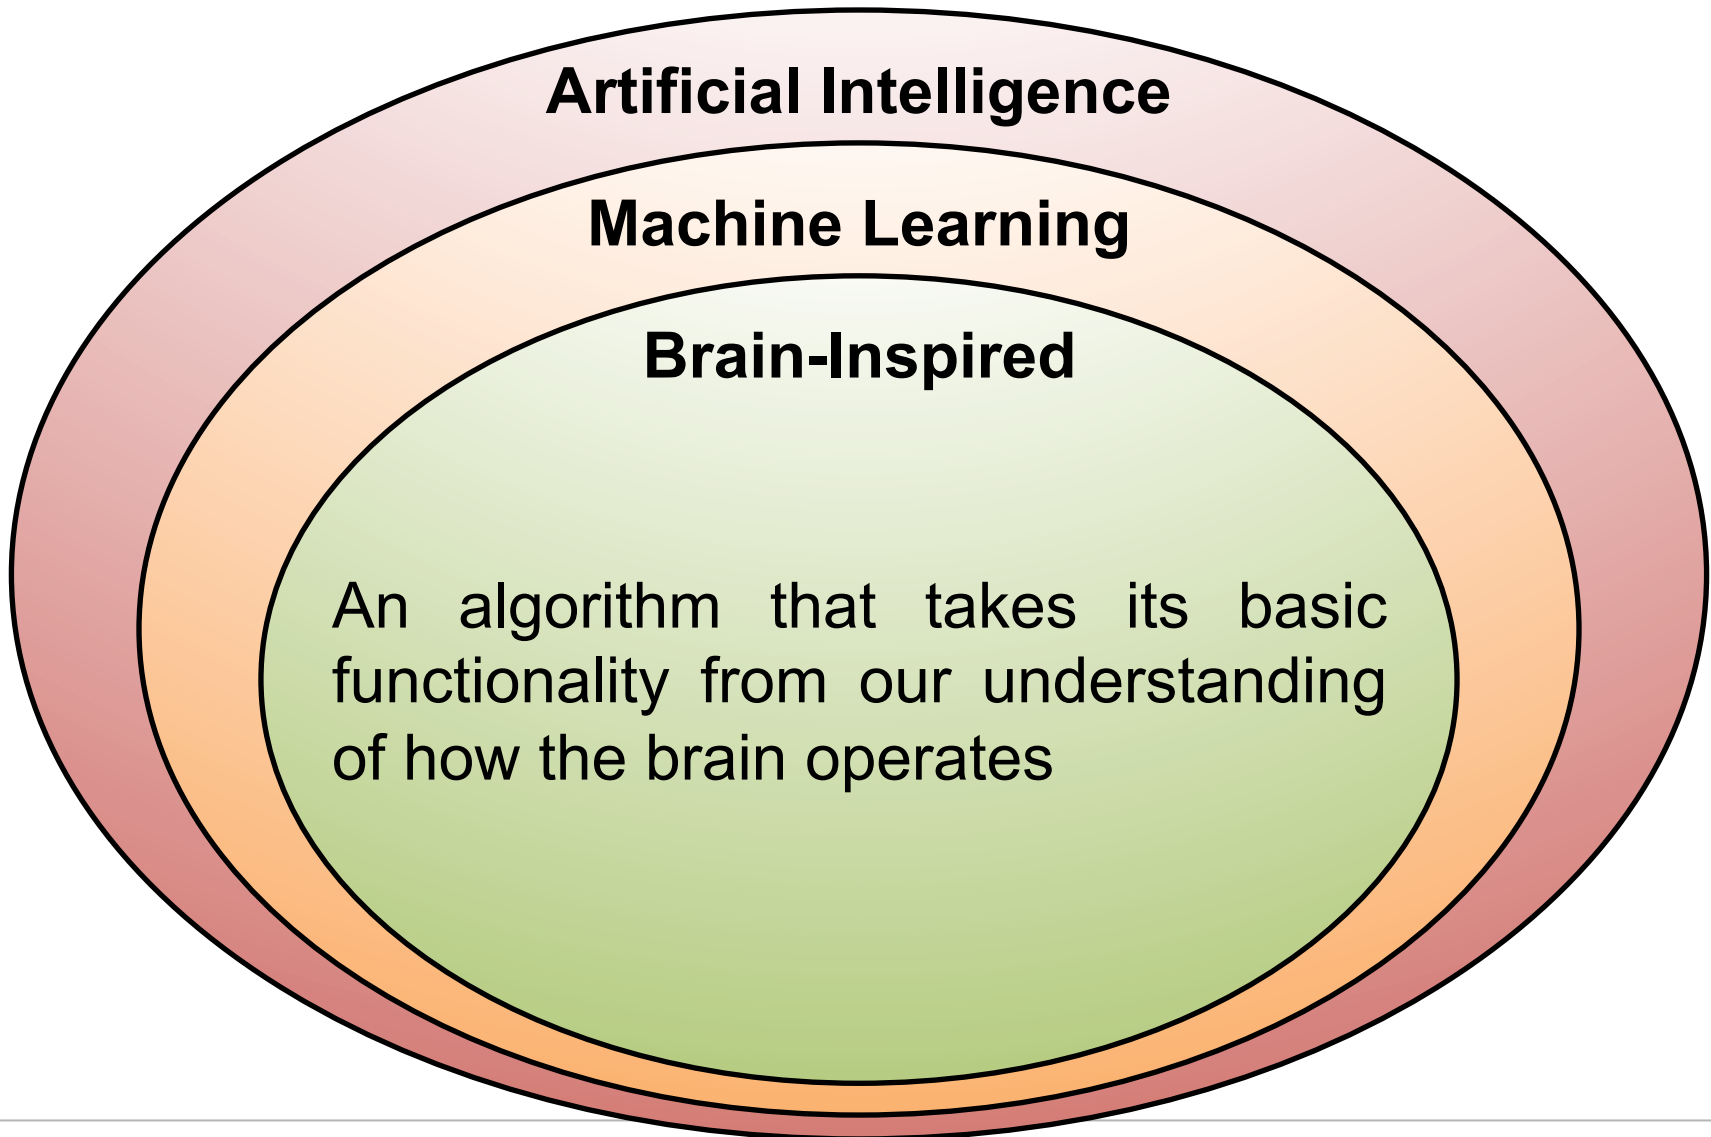 Artificial Intelligence
Machine Learning
Brain-Inspired
An algorithm that takes its basic
functionality from our understanding
of how the brain operates